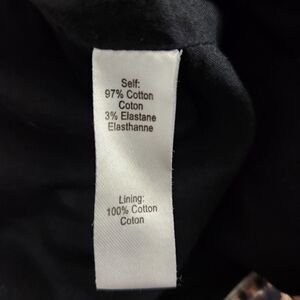 Self:
97% Cotton
Coton
3% Elastane
Elasthanne
Lining:
100% Cotton
Coton